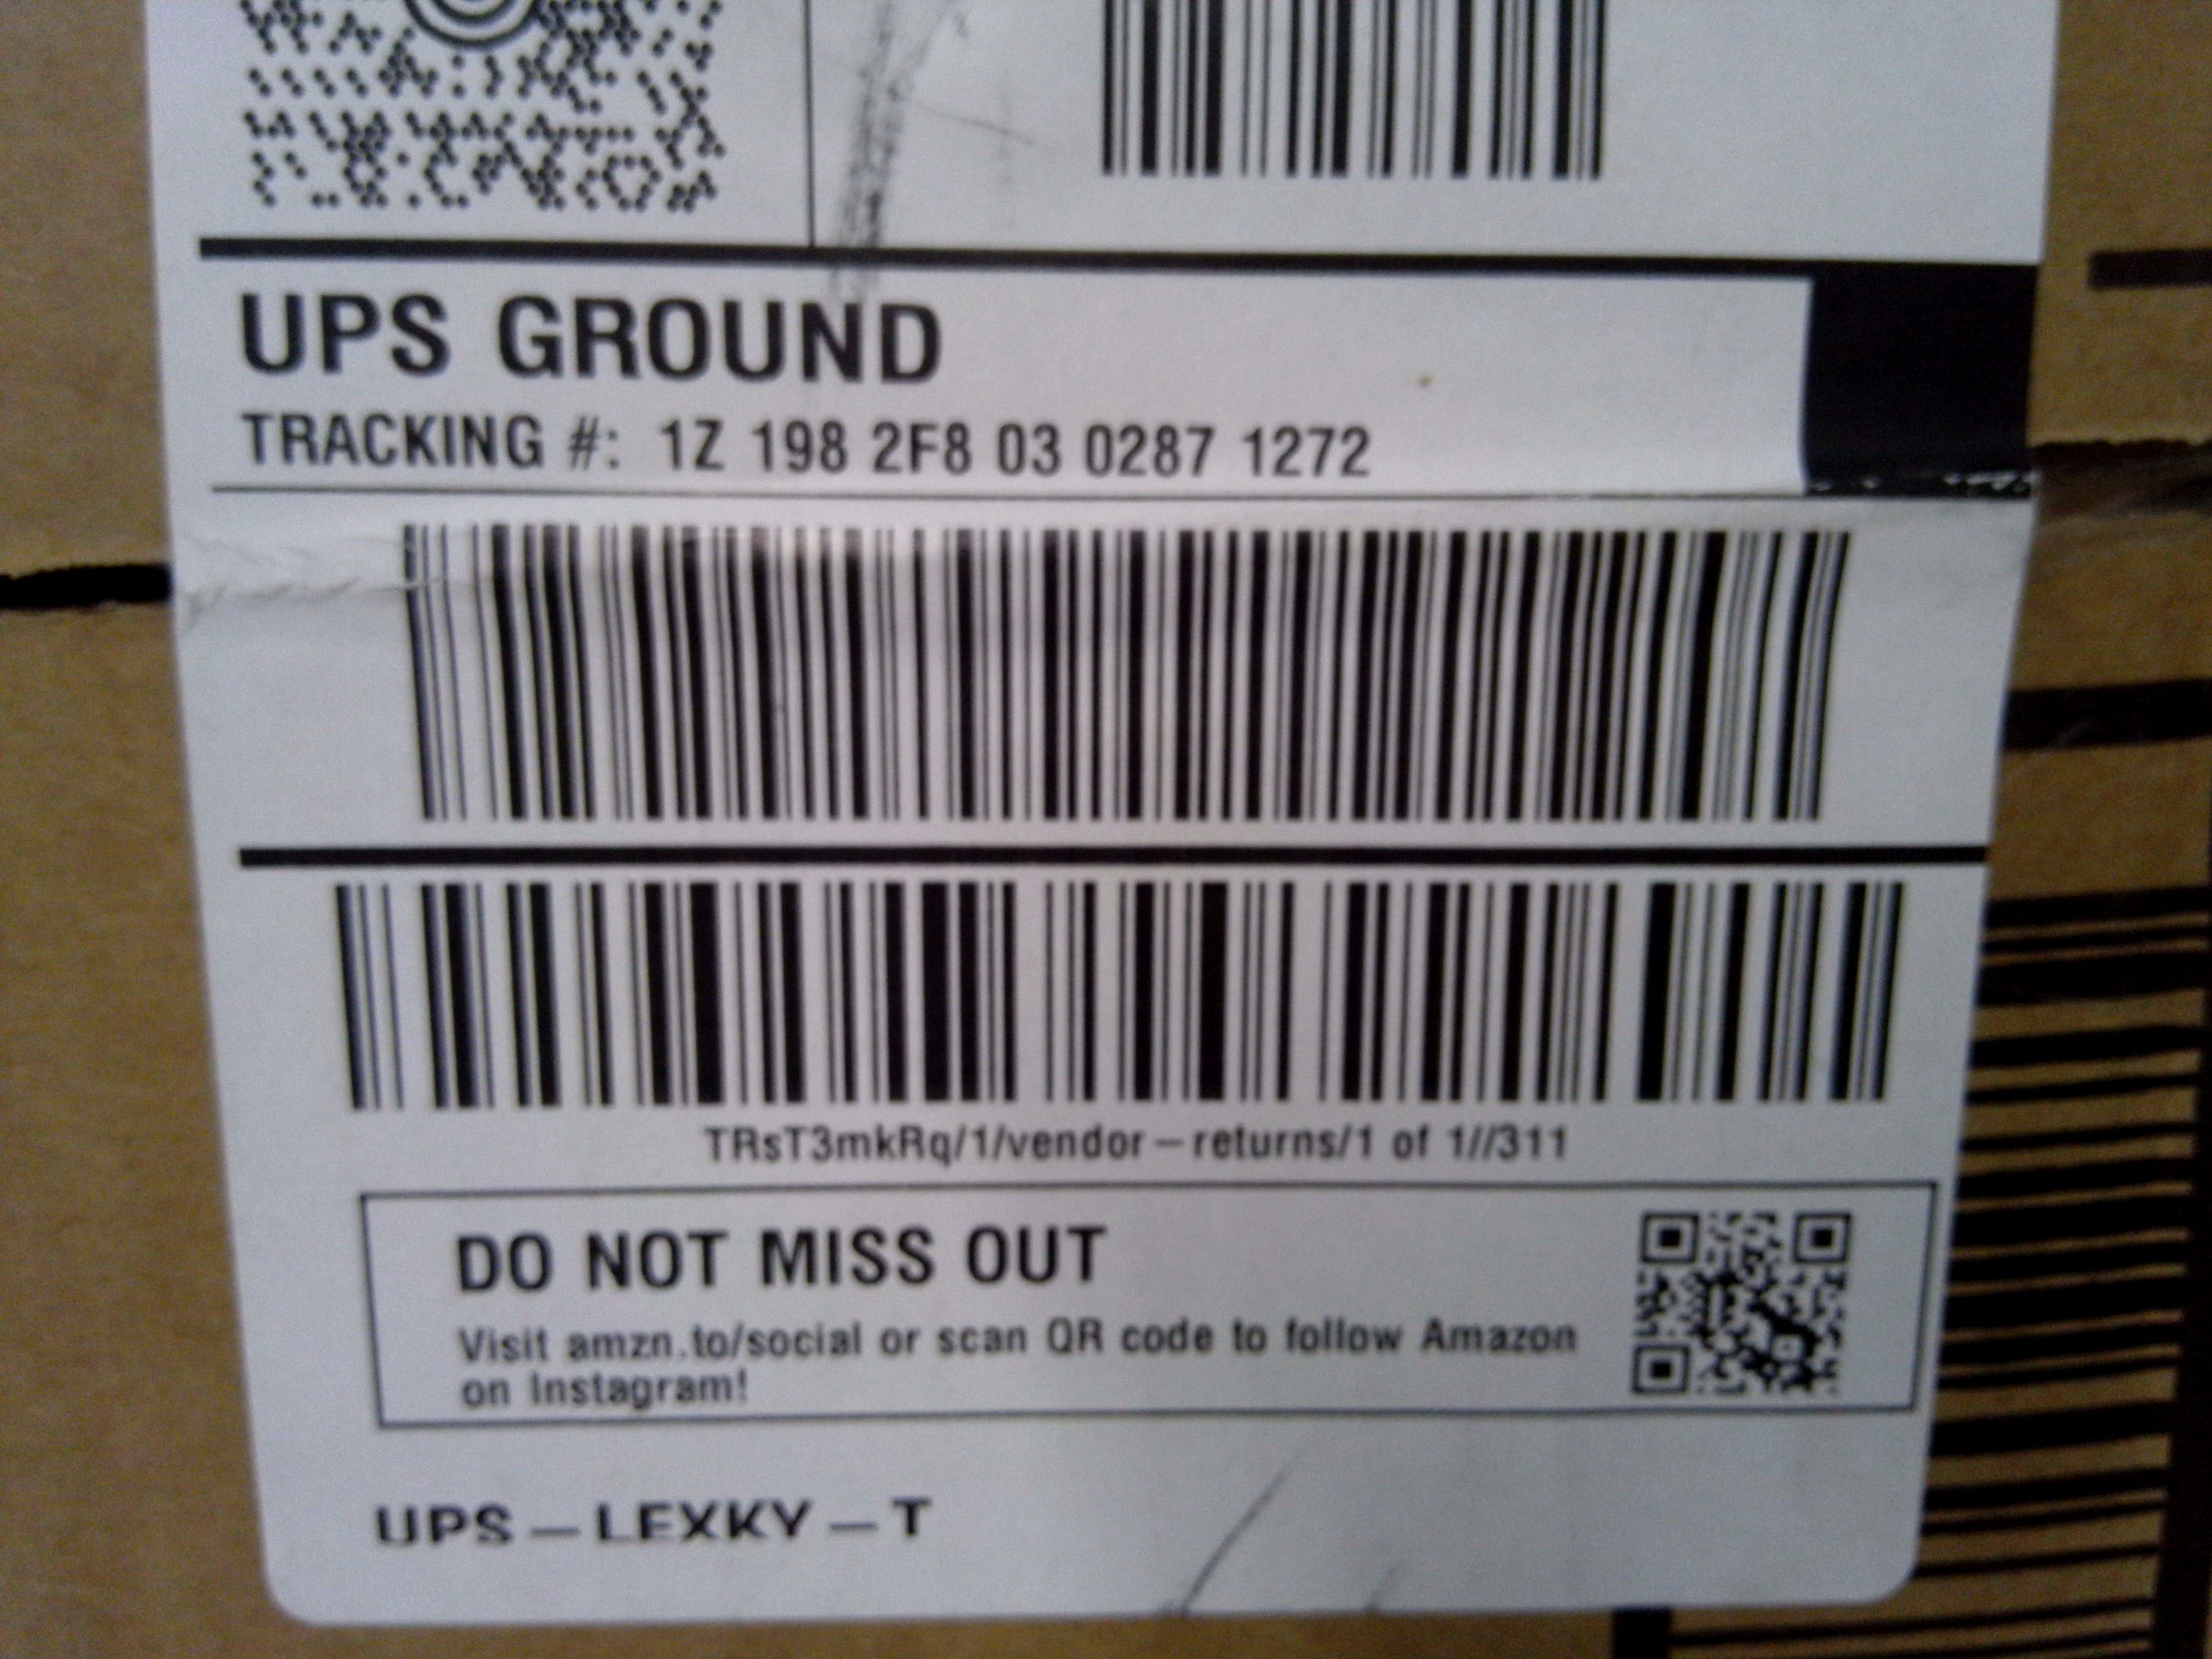 UPS GROUND
TRACKING #: 1Z 198 2F8 03 0287 1272
TRsT3mkRq/1/vendor-returns/1 of 1//311
DO NOT MISS OUT
Visit amzn.to/social or scan QR code to follow Amazon
on Instagram!
UPS-LEXKY-T